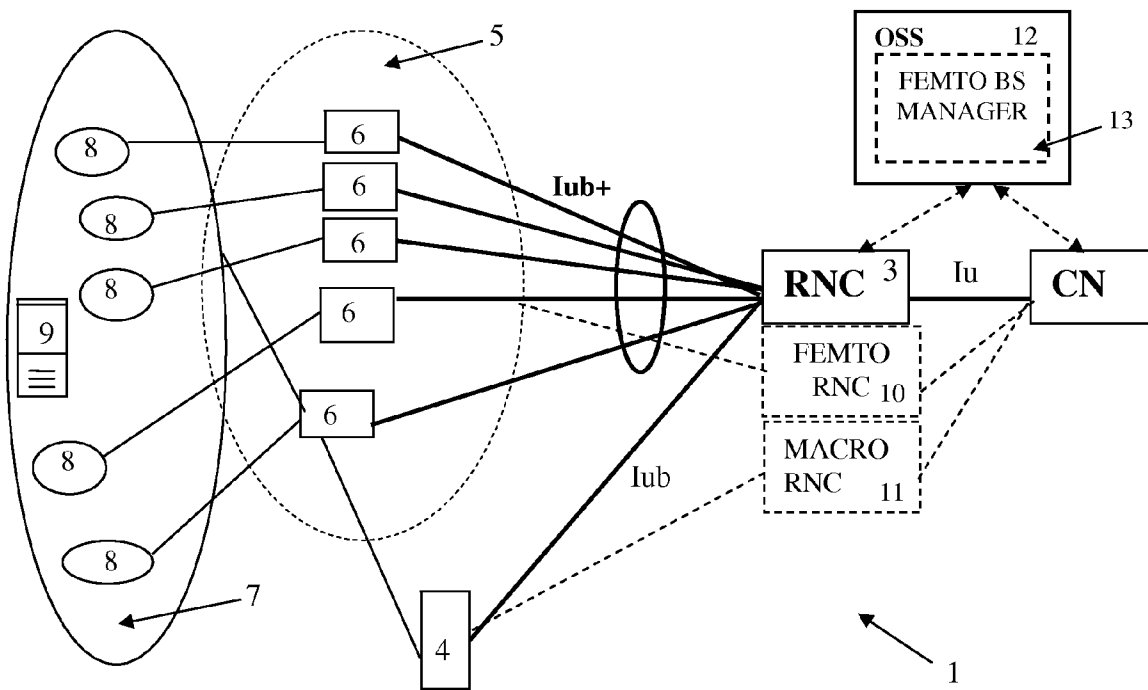 5
OSS 12
FEMTO BS
MANAGER
13
8
6
Iub+
6
8
6
8
RNC 3
Iu
CN
6
9
FEMTO
RNC 10
6
8
MACRO
RNC 11
Iub
8
7
4
1